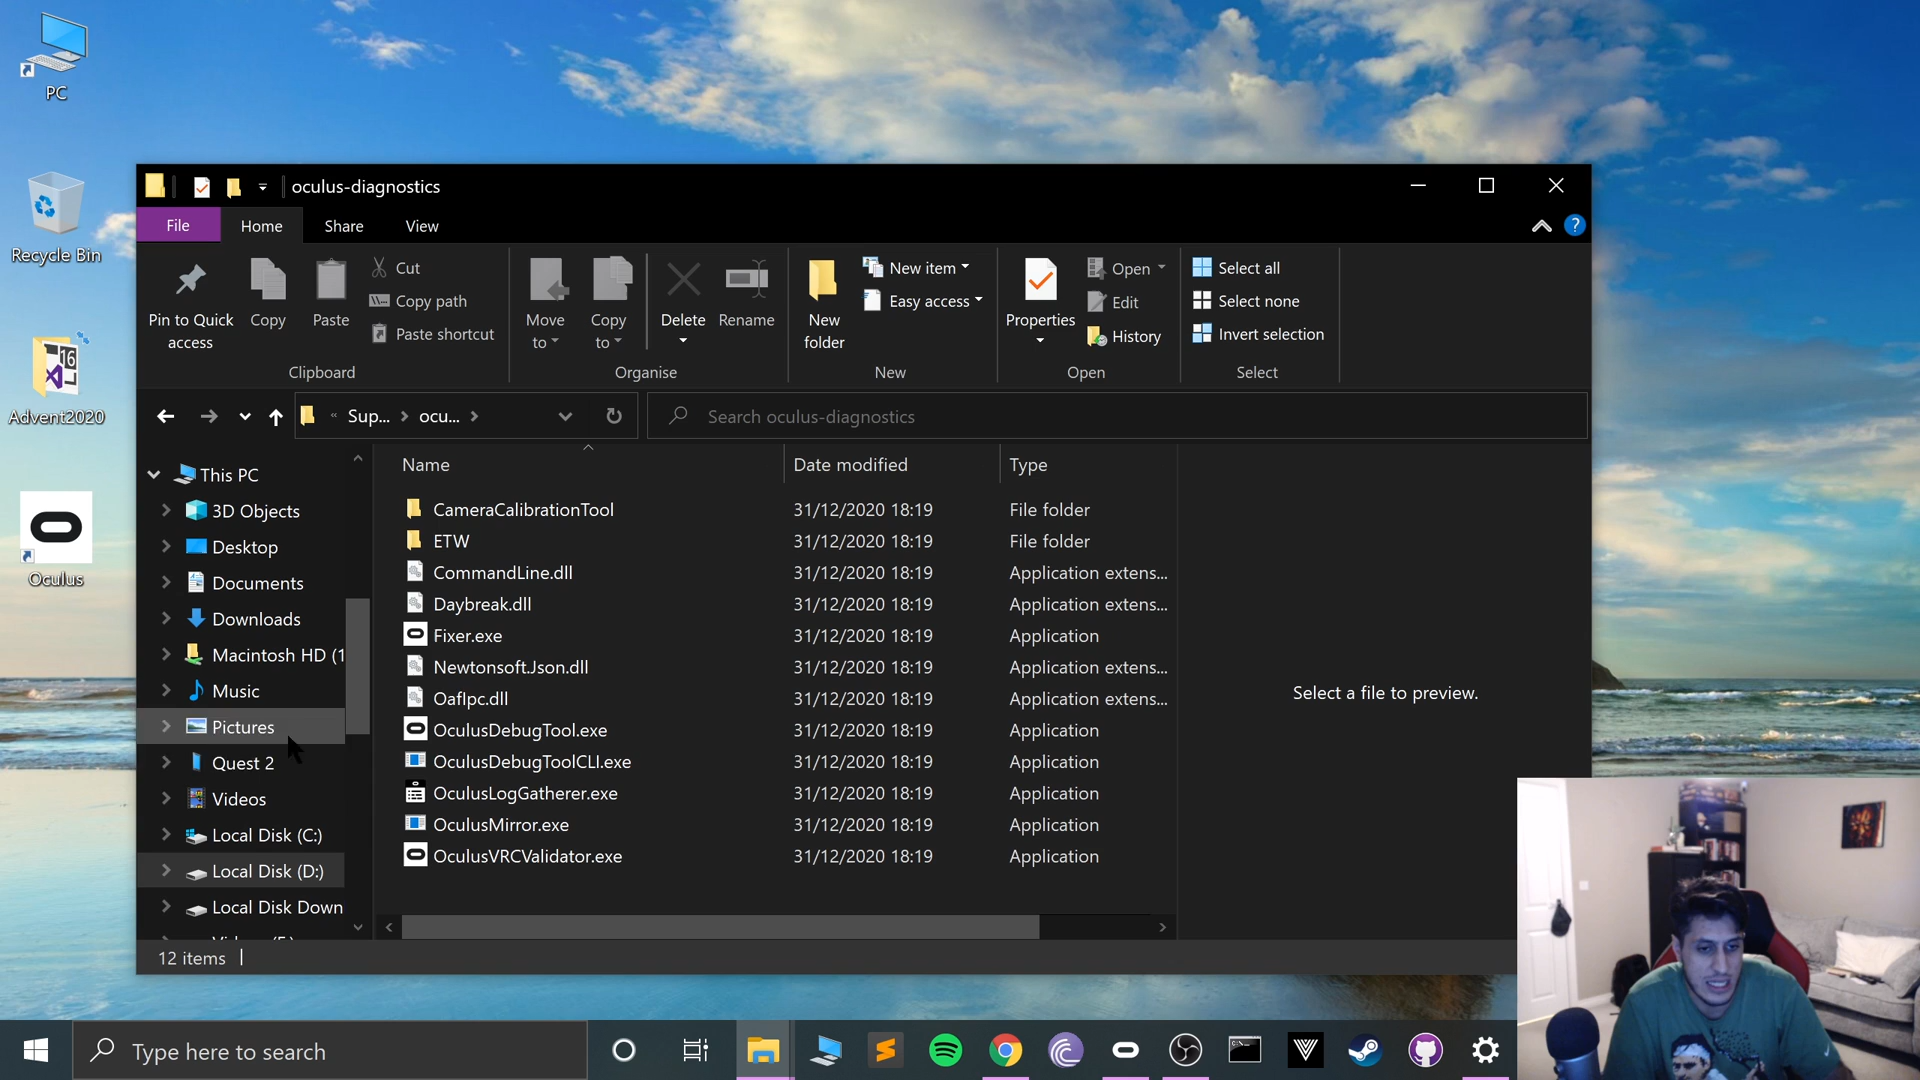 PC
Recycle Bin
Advent2020
16
Oculus
oculus-diagnostics
File
Home
Share
View
?
Pin to Quick access
Copy
Paste
Cut
Copy path
Paste shortcut
Clipboard
Move to
Copy to
Delete
Rename
Organise
New folder
New item
Easy access
New
Properties
Open
Edit
History
Open
Select all
Select none
Invert selection
Select
« Sup... > ocu... >
Search oculus-diagnostics
This PC
3D Objects
Desktop
Documents
Downloads
Macintosh HD (1
Music
Pictures
Quest 2
Videos
Local Disk (C:)
Local Disk (D:)
Local Disk Down
Name Date modified Type
CameraCalibrationTool 31/12/2020 18:19 File folder
ETW 31/12/2020 18:19 File folder
CommandLine.dll 31/12/2020 18:19 Application extens...
Daybreak.dll 31/12/2020 18:19 Application extens...
Fixer.exe 31/12/2020 18:19 Application
Newtonsoft.Json.dll 31/12/2020 18:19 Application extens...
OafIpc.dll 31/12/2020 18:19 Application extens...
OculusDebugTool.exe 31/12/2020 18:19 Application
OculusDebugToolCLI.exe 31/12/2020 18:19 Application
OculusLogGatherer.exe 31/12/2020 18:19 Application
OculusMirror.exe 31/12/2020 18:19 Application
OculusVRCValidator.exe 31/12/2020 18:19 Application
Select a file to preview.
12 items
Type here to search